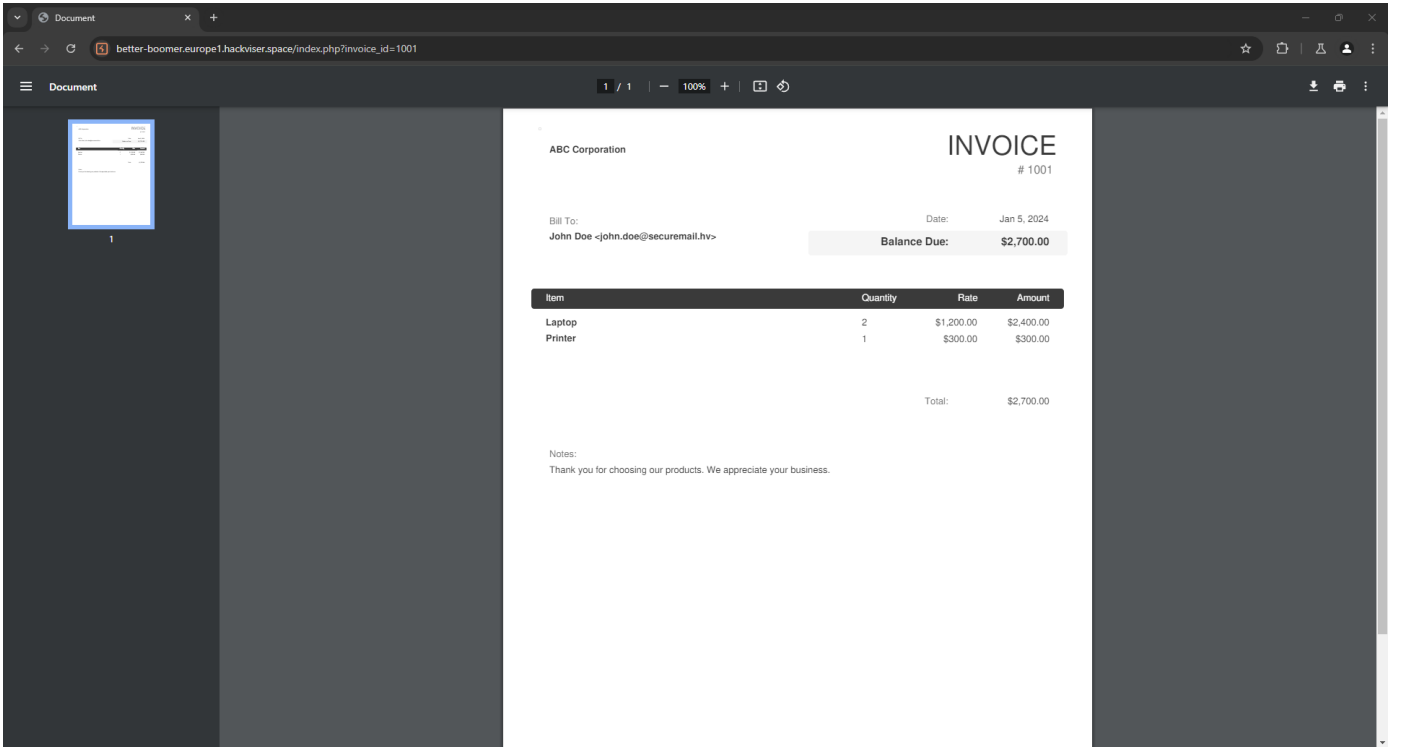 Document
better-boomer.europe1.hackviser.space/index.php?invoice_id=1001
Document
1 / 1
100%
1
ABC Corporation
INVOICE
# 1001
Bill To:
John Doe <john.doe@securemail.hv>
Date: Jan 5, 2024
Balance Due: $2,700.00
Item Quantity Rate Amount
Laptop 2 $1,200.00 $2,400.00
Printer 1 $300.00 $300.00
Total: $2,700.00
Notes:
Thank you for choosing our products. We appreciate your business.